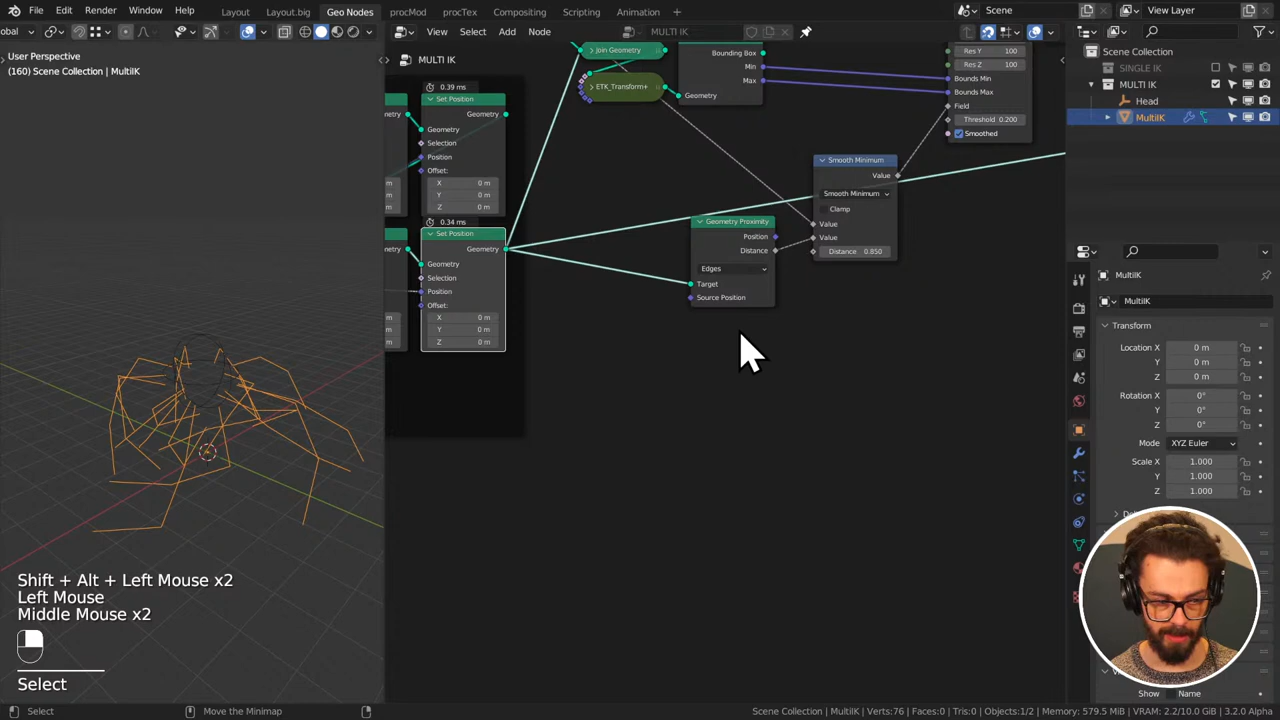 File Edit Render Window Help Layout Layout.big Geo Nodes procMod procTex Compositing Scripting Animation + Scene View Layer
obal View Select Add Node MULTI IK
User Perspective
(160) Scene Collection | MultiIK
MULTI IK
0.39 ms
Set Position
Geometry
Geometry
Selection
Position
Offset:
X 0 m
Y 0 m
Z 0 m
0.34 ms
Set Position
Geometry
Geometry
Selection
Position
Offset:
X 0 m
Y 0 m
Z 0 m
Join Geometry
ETK_Transform+
Bounding Box
Min
Max
Geometry
Res Y 100
Res Z 100
Bounds Min
Bounds Max
Field
Threshold 0.200
Smoothed
Smooth Minimum
Value
Smooth Minimum
Clamp
Value
Value
Distance 0.850
Geometry Proximity
Position
Distance
Edges
Target
Source Position
Scene Collection
SINGLE IK
MULTI IK
Head
MultiIK
MultiIK
MultiIK
Transform
Location X 0 m
Y 0 m
Z 0 m
Rotation X 0°
Y 0°
Z 0°
Mode XYZ Euler
Scale X 1.000
Y 1.000
Z 1.000
Show Name
Shift + Alt + Left Mouse x2
Left Mouse
Middle Mouse x2
Select
Select Move the Minimap Scene Collection | MultiIK | Verts:76 | Faces:0 | Tris:0 | Objects:1/2 | Memory: 579.5 MiB | VRAM: 2.2/10.0 GiB | 3.2.0 Alpha